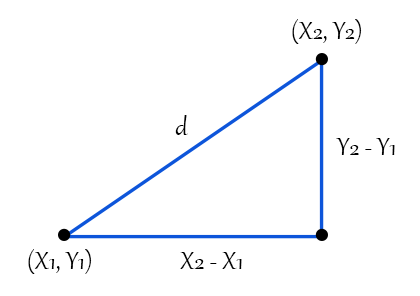 (X2, Y2)
d
Y2 - Y1
(X1, Y1)
X2 - X1